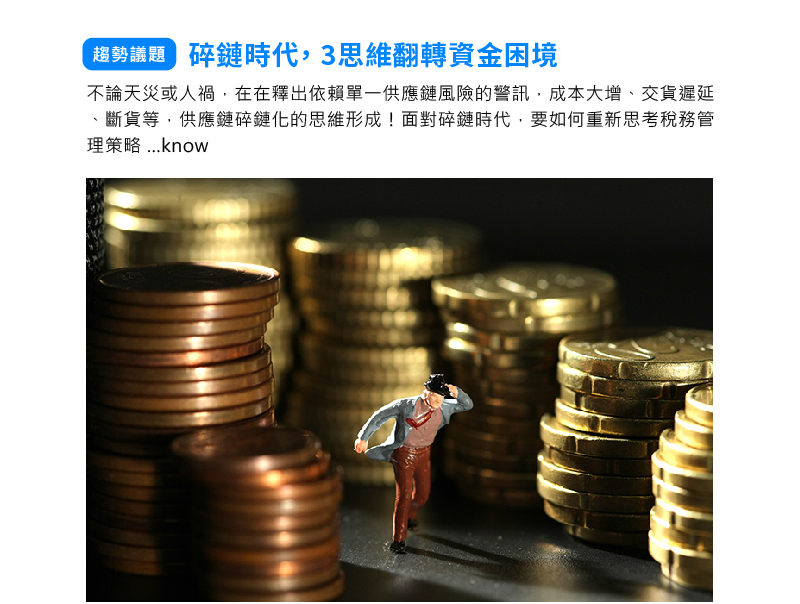 趨勢議題 碎鏈時代，3思維翻轉資金困境
不論天災或人禍，在在釋出依賴單一供應鏈風險的警訊，成本大增、交貨遲延
、斷貨等，供應鏈碎鏈化的思維形成！面對碎鏈時代，要如何重新思考稅務管
理策略 ...know